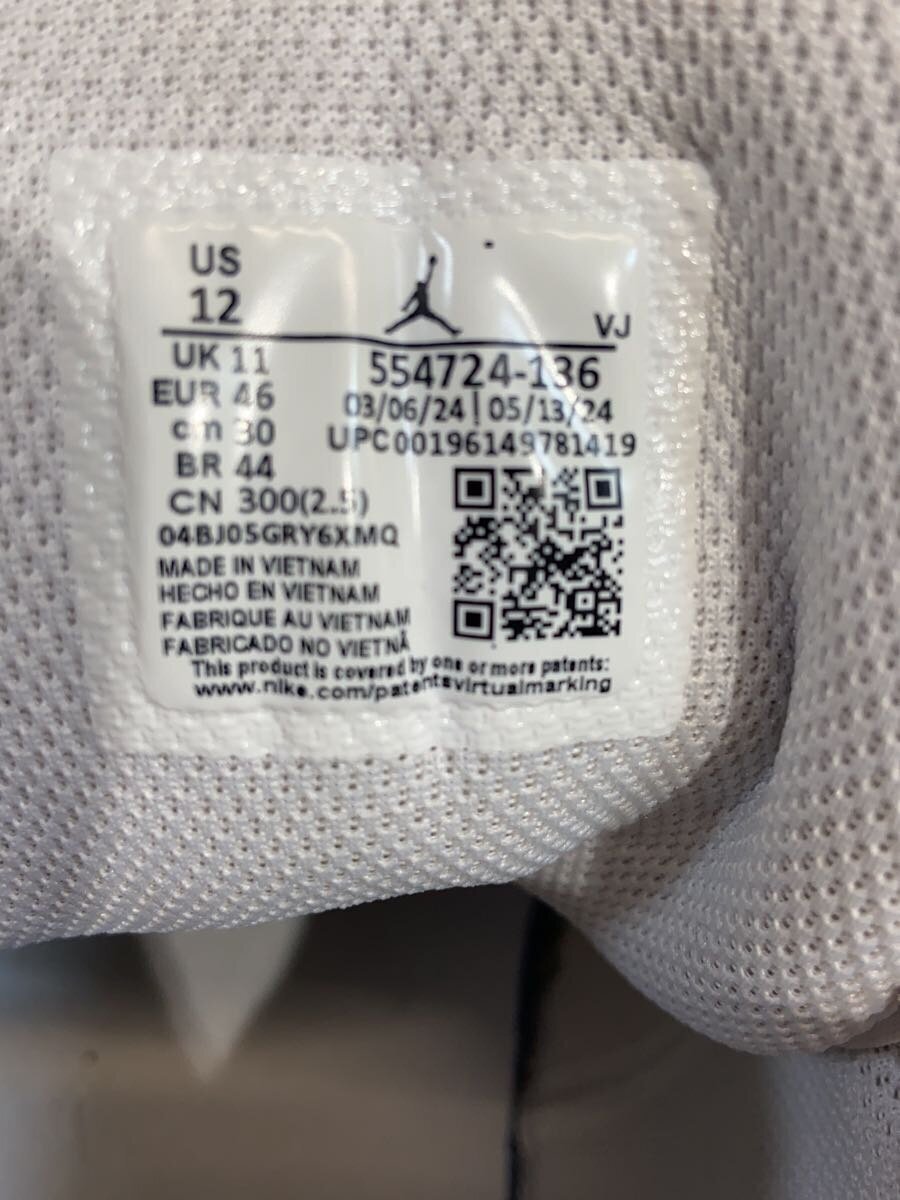 US
12
VJ
UK 11
554724-136
EUR 46
03/06/24 | 05/13/24
cm 30
UPC00196149781419
BR 44
CN 300(2.5)
04BJ05GRY6XMQ
MADE IN VIETNAM
HECHO EN VIETNAM
FABRIQUE AU VIETNAM
FABRICADO NO VIETNÃ
This product is covered by one or more patents:
www.nike.com/patentsvirtualmarking